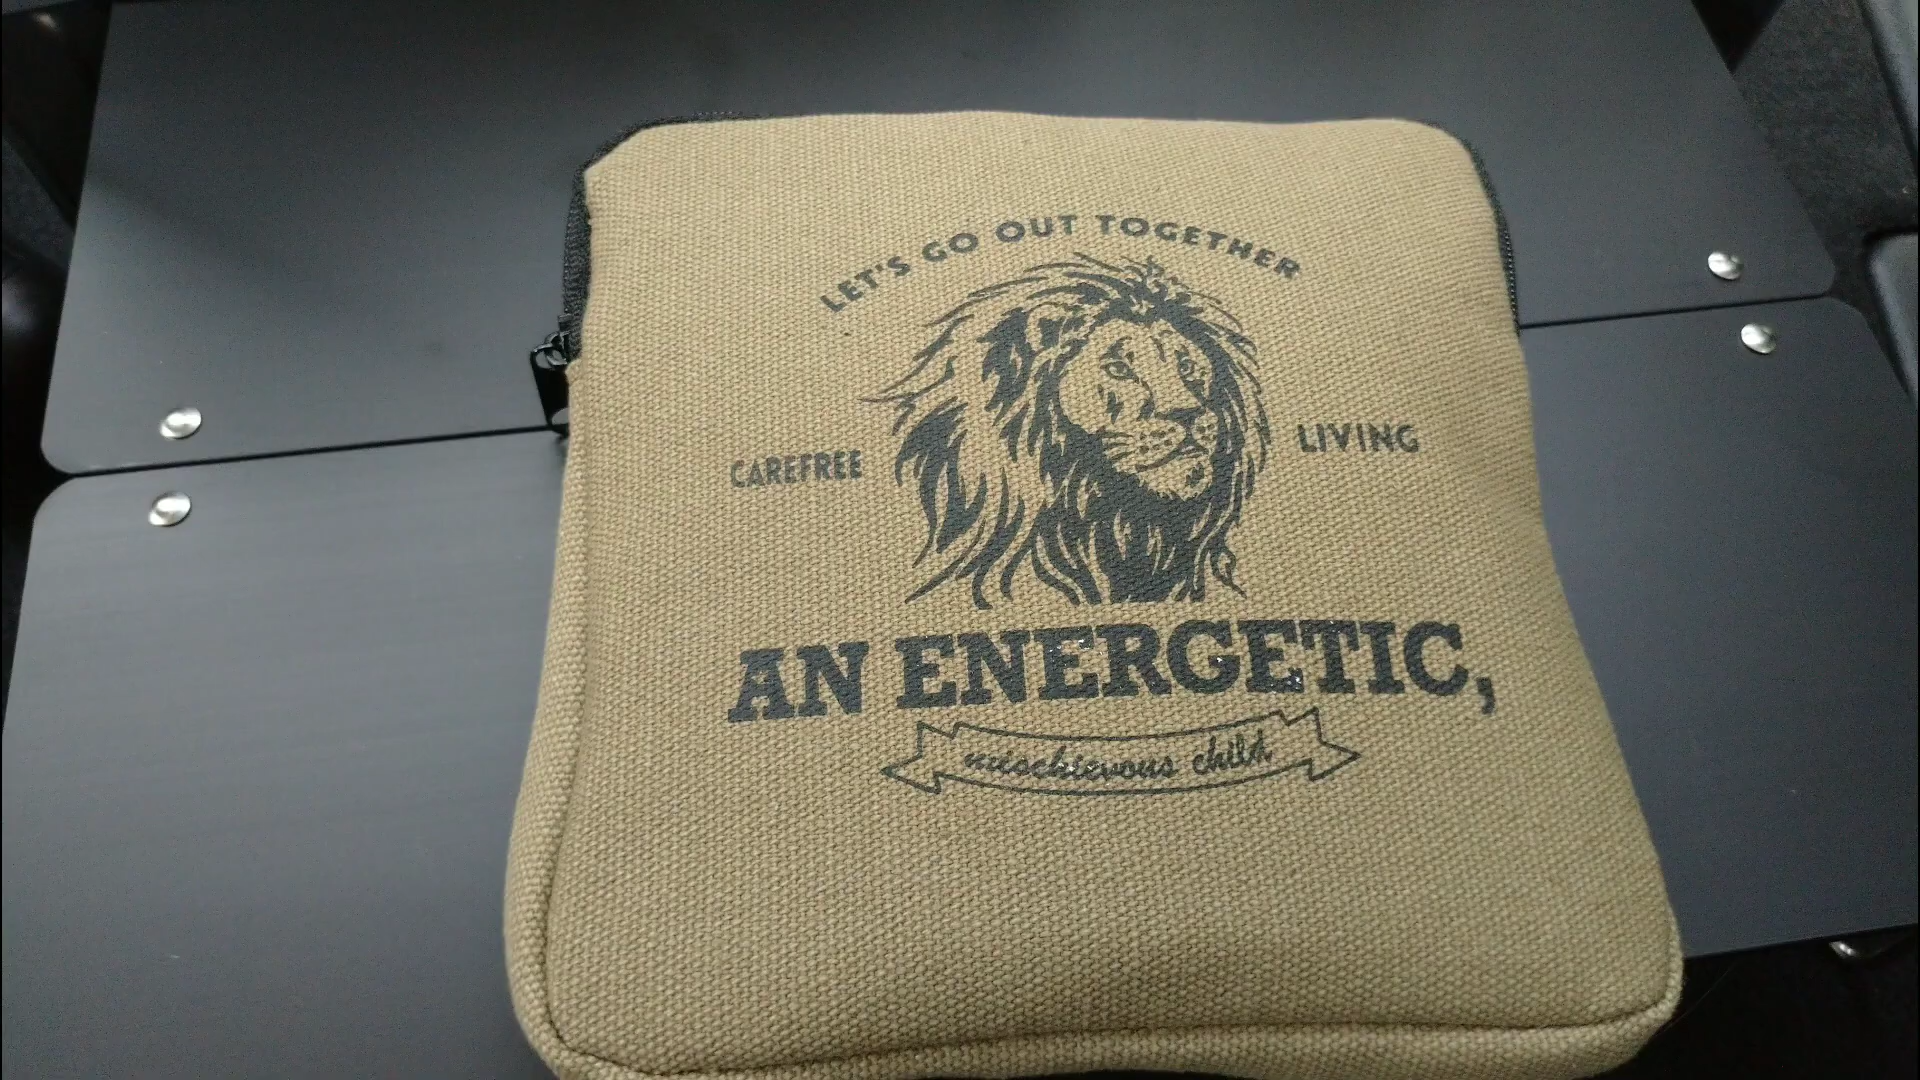 LET'S GO OUT TOGETHER
CAREFREE LIVING
AN ENERGETIC,
mischievous child